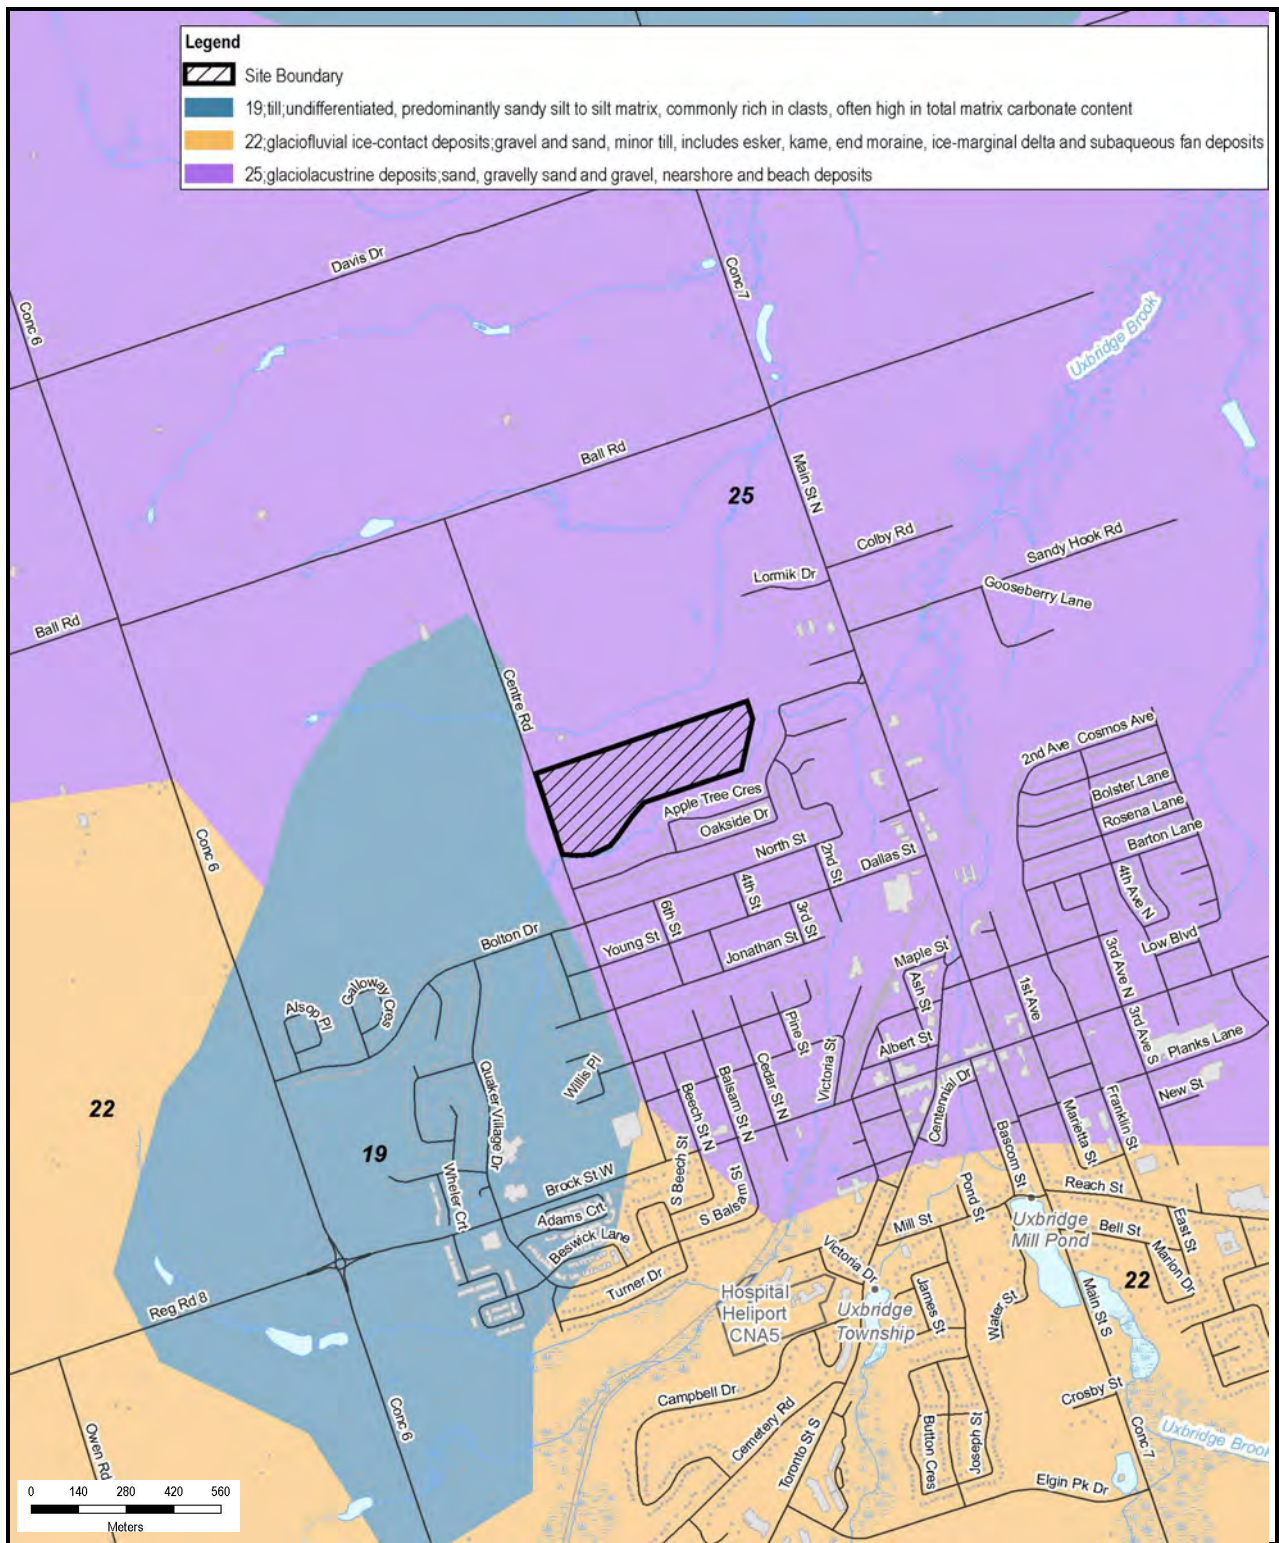 Legend
Site Boundary
19;till;undifferentiated, predominantly sandy silt to silt matrix, commonly rich in clasts, often high in total matrix carbonate content
22;glaciofluvial ice-contact deposits;gravel and sand, minor till, includes esker, kame, end moraine, ice-marginal delta and subaqueous fan deposits
25;glaciolacustrine deposits;sand, gravelly sand and gravel, nearshore and beach deposits
Davis Dr
Conc 7
Conc 6
Uxbridge Brook
Ball Rd
25
Main St N
Colby Rd
Sandy Hook Rd
Lormik Dr
Gooseberry Lane
Ball Rd
Centre Rd
2nd Ave
Cosmos Ave
Bolster Lane
Apple Tree Cres
Rosena Lane
Oakside Dr
Barton Lane
Conc 6
North St
2nd St
Dallas St
4th St
4th Ave N
6th St
3rd St
Bolton Dr
Young St
Jonathan St
Low Blvd
Maple St
3rd Ave N
Galloway Cres
Alsop Pl
Ash St
1st Ave
Pine St
3rd Ave S
Planks Lane
Albert St
Victoria St
Willis Pl
Cedar St N
Balsam St N
Beech St N
Quaker Village Dr
Centennial Dr
New St
22
Marietta St
Franklin St
Bascom St
19
S Beech St
Wheler Crt
Brock St W
S Balsam St
Pond St
Reach St
Adams Crt
Mill St
Uxbridge
Mill Pond
Bell St
East St
Beswick Lane
Victoria Dr
Marion Dr
22
Turner Dr
Hospital
Heliport
CNA5
Uxbridge
Township
James St
Water St
Main St S
Reg Rd 8
Campbell Dr
Crosby St
Conc 6
Cemetery Rd
Toronto St S
Button Cres
Joseph St
Conc 7
Uxbridge Brook
Owen Rd
Elgin Pk Dr
0 140 280 420 560
Meters